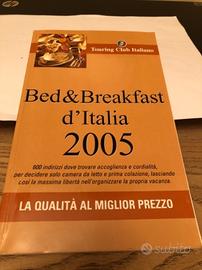 Touring Club Italiano
Bed & Breakfast
d'Italia
2005
800 indirizzi dove trovare accoglienza e cordialità,
per decidere solo camera da letto e prima colazione, lasciando
così la massima libertà nell'organizzare la propria vacanza.
LA QUALITÀ AL MIGLIOR PREZZO
subito